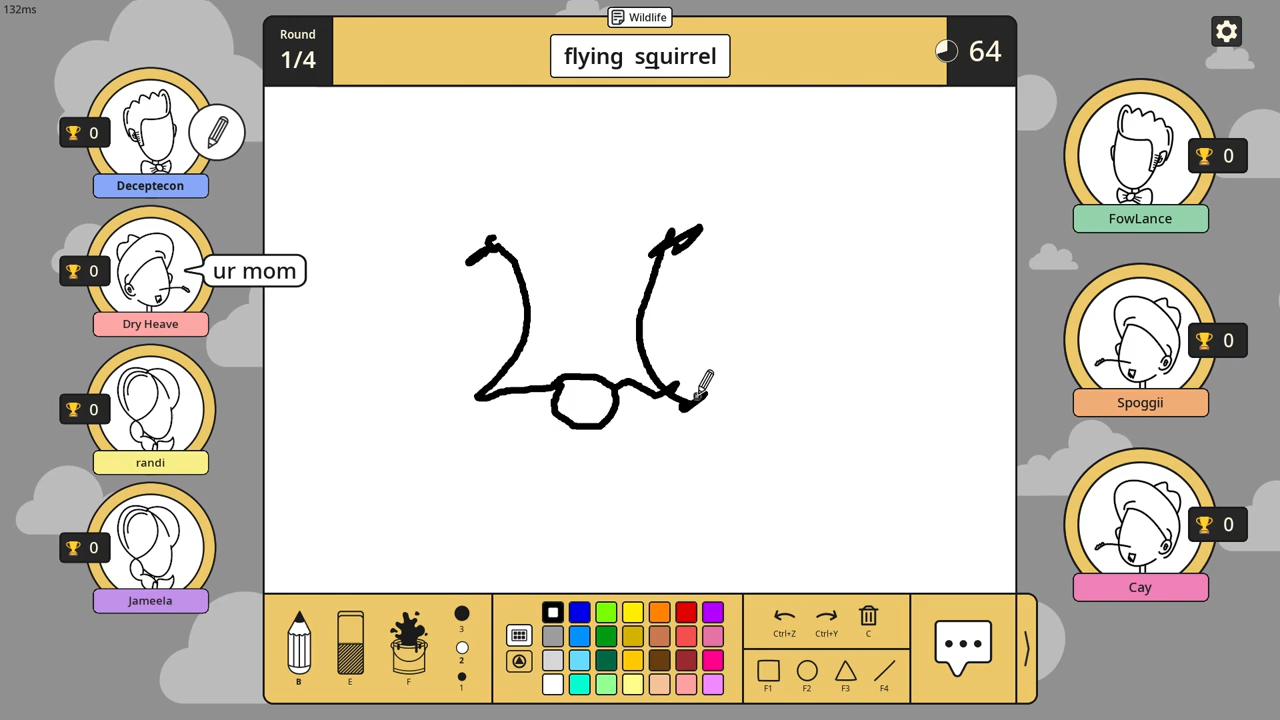 132ms
Wildlife
Round
1/4
flying squirrel
64
0
Deceptecon
0
ur mom
Dry Heave
0
randi
0
Jameela
0
FowLance
0
Spoggii
0
Cay
B
E
F
3
2
1
Ctrl+Z
Ctrl+Y
C
F1
F2
F3
F4